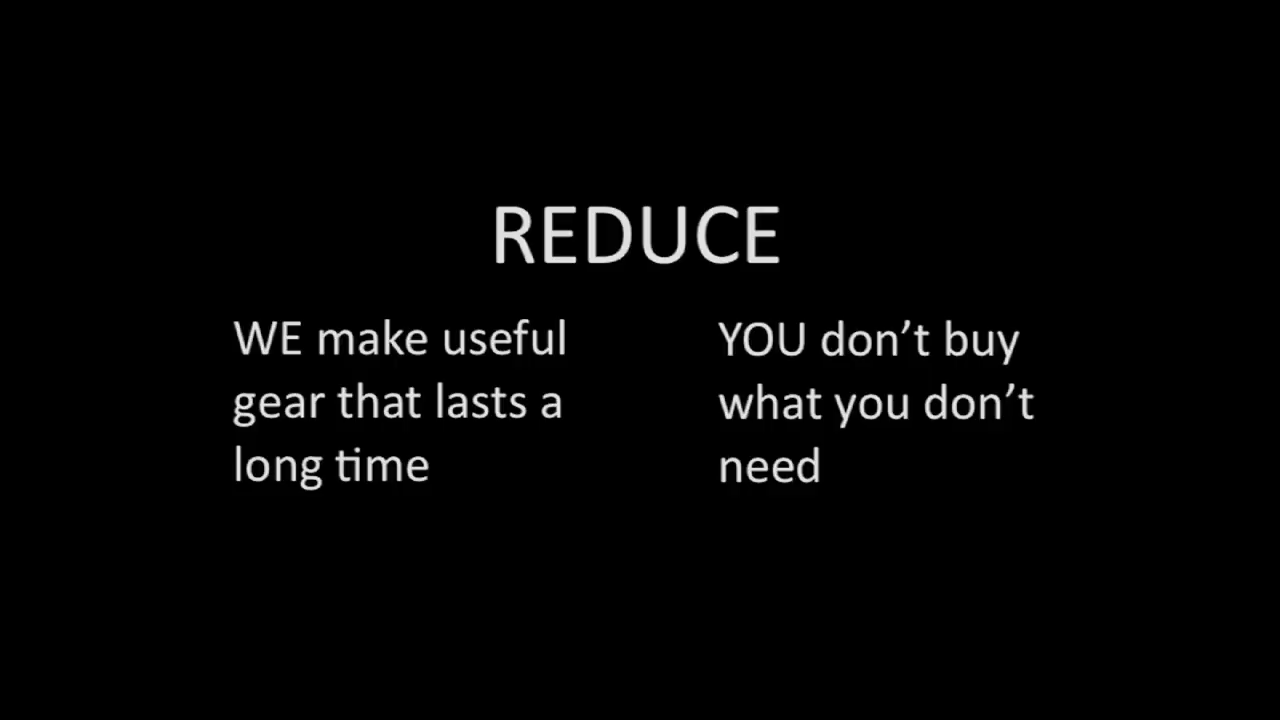 REDUCE
WE make useful
gear that lasts a
long time
YOU don’t buy
what you don’t
need